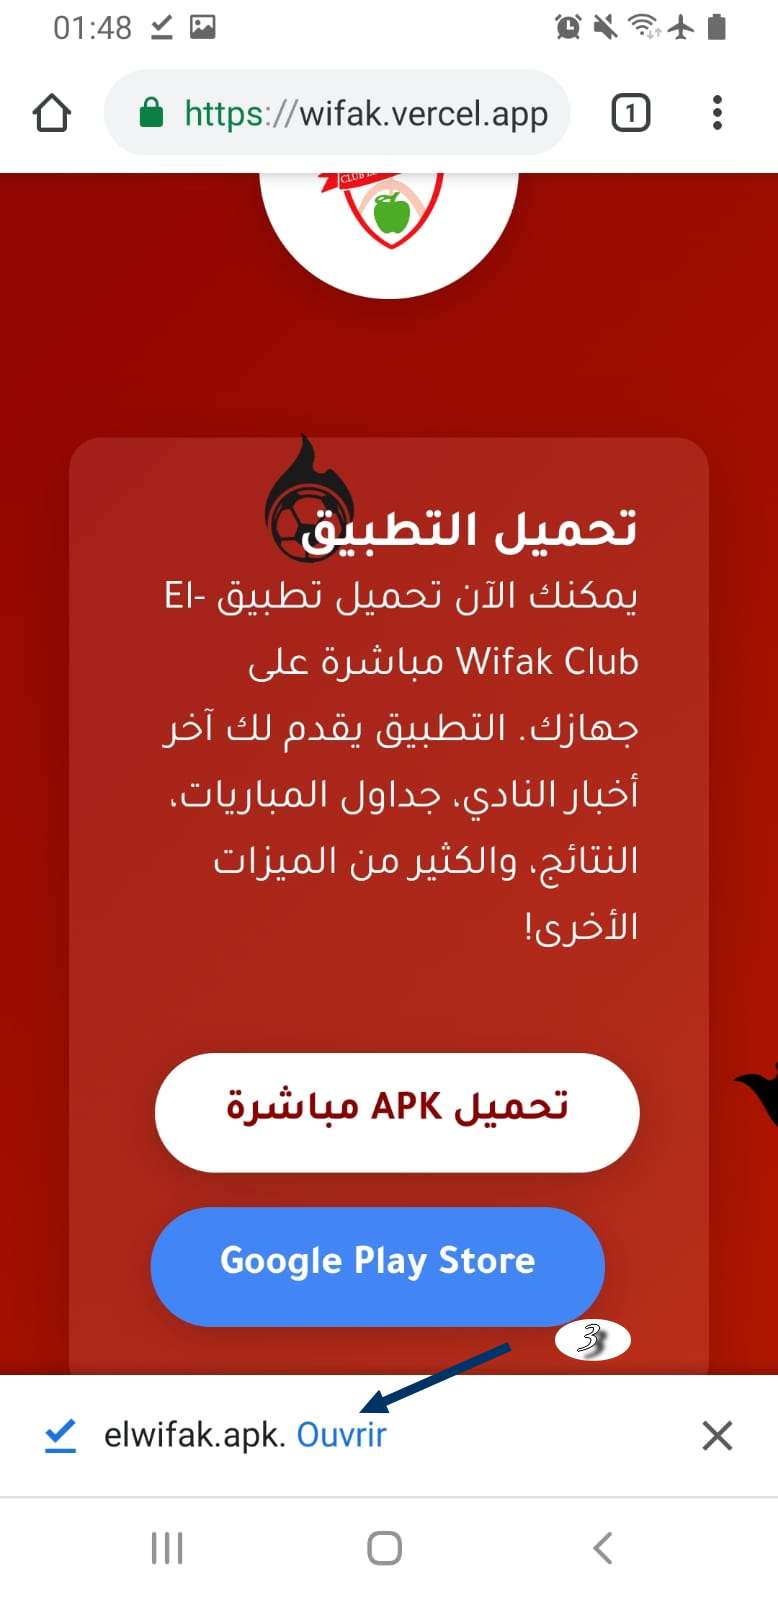 01:48
https://wifak.vercel.app
1
CLUB
تحميل التطبيق
يمكنك الآن تحميل تطبيق El-
Wifak Club مباشرة على
جهازك. التطبيق يقدم لك آخر
أخبار النادي، جداول المباريات،
النتائج، والكثير من الميزات
الأخرى!
تحميل APK مباشرة
Google Play Store
3
elwifak.apk. Ouvrir